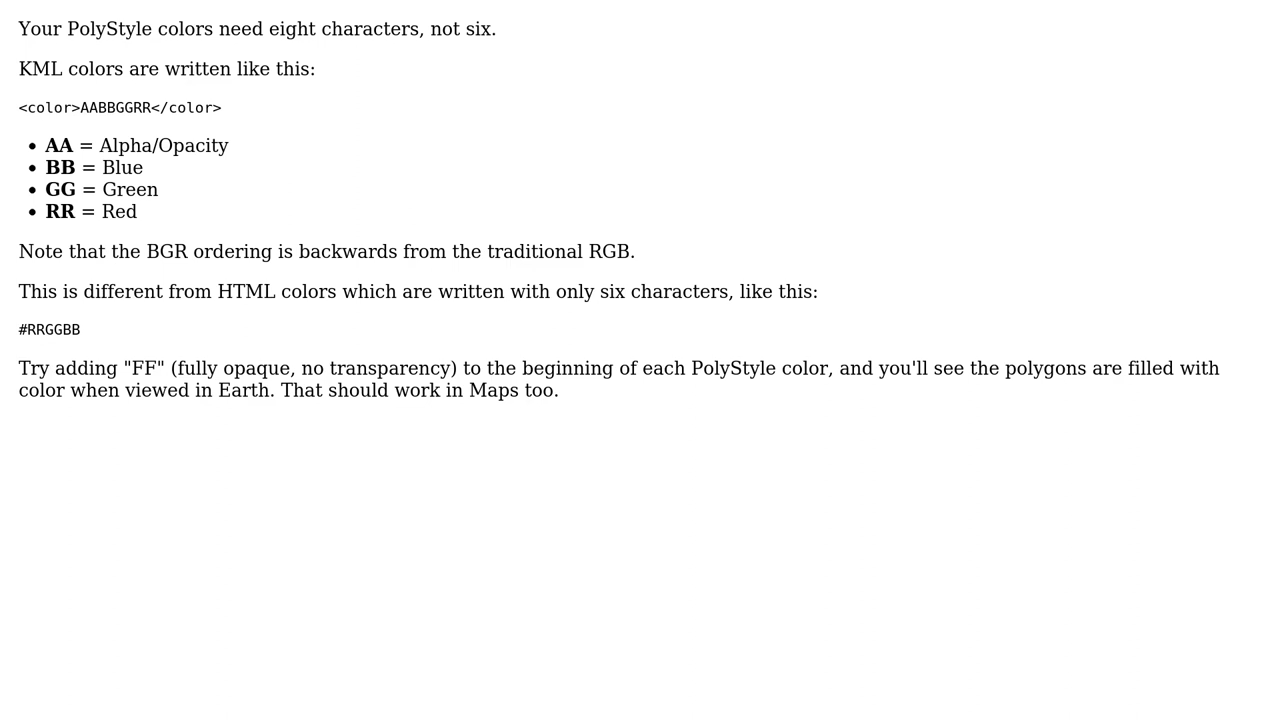 Your PolyStyle colors need eight characters, not six.
KML colors are written like this:
<color>AABBGGRR</color>
• AA = Alpha/Opacity
• BB = Blue
• GG = Green
• RR = Red
Note that the BGR ordering is backwards from the traditional RGB.
This is different from HTML colors which are written with only six characters, like this:
#RRGGBB
Try adding "FF" (fully opaque, no transparency) to the beginning of each PolyStyle color, and you'll see the polygons are filled with
color when viewed in Earth. That should work in Maps too.